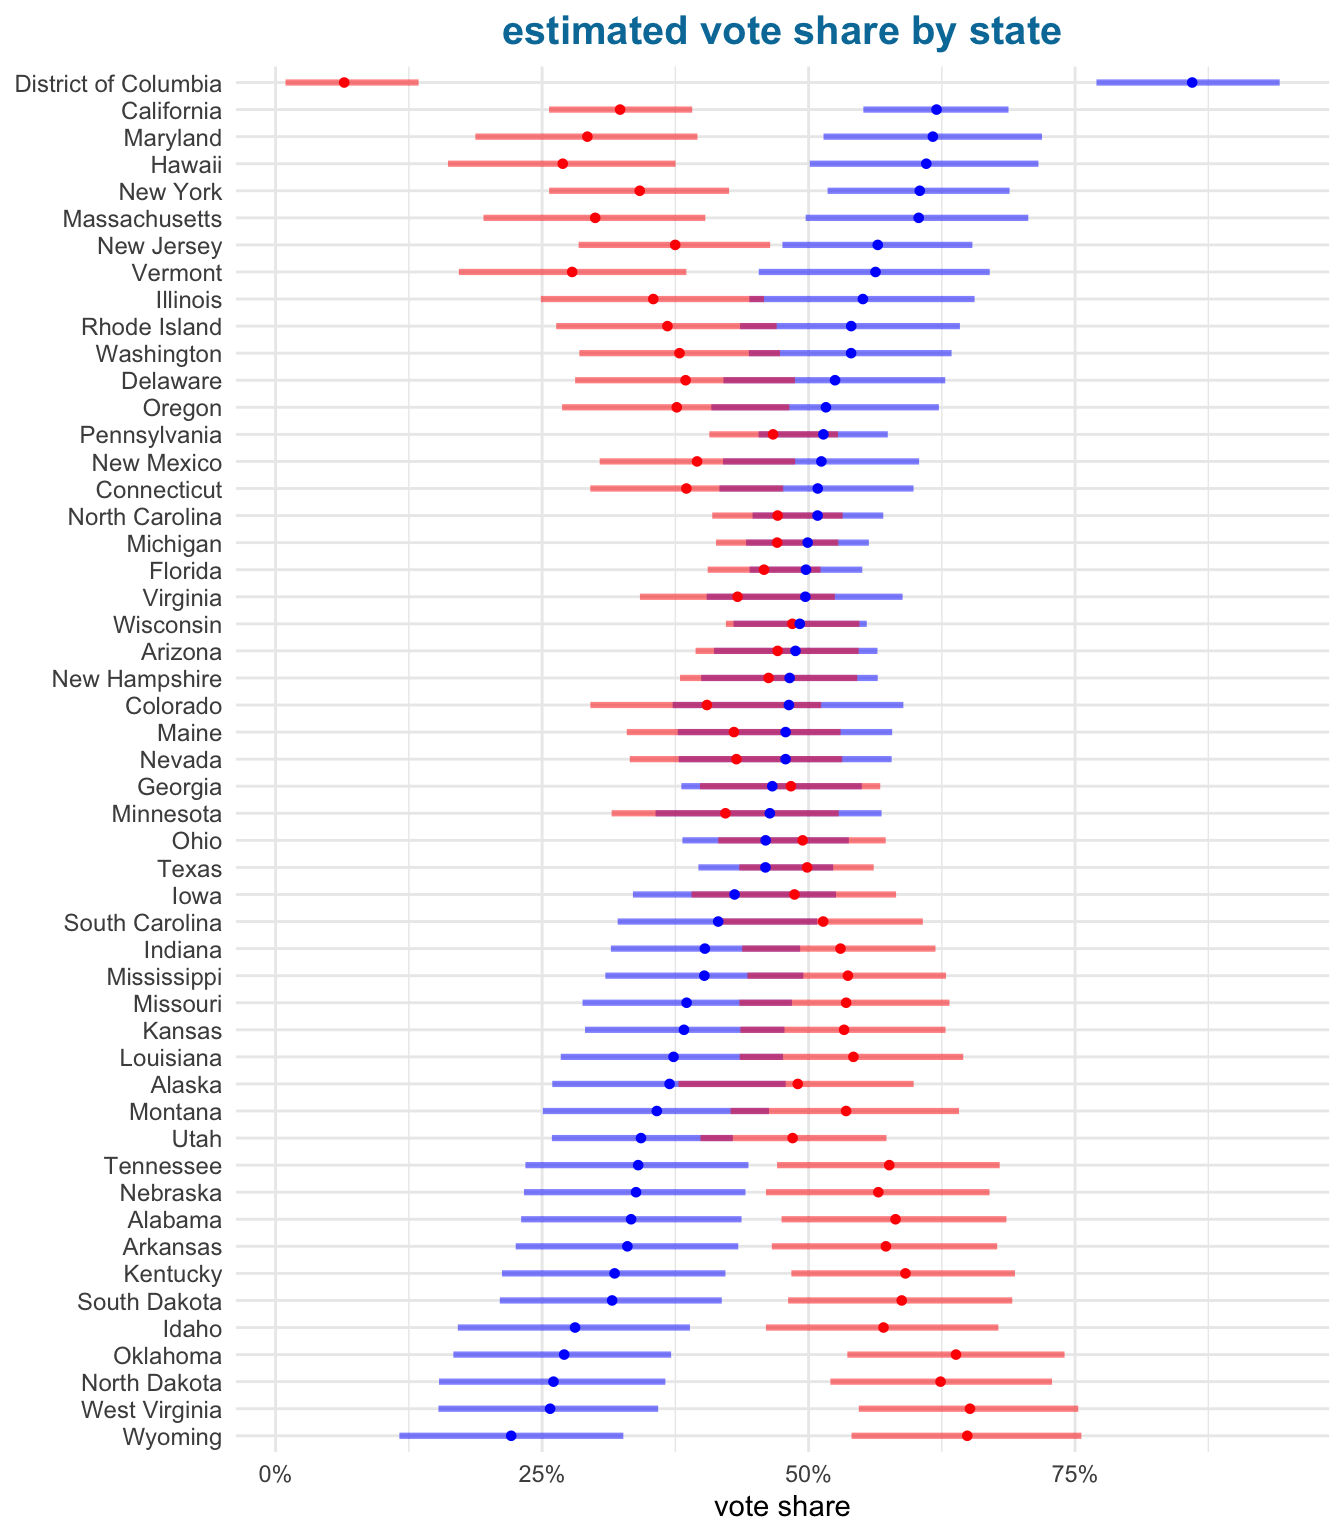 estimated vote share by state
District of Columbia
California
Maryland
Hawaii
New York
Massachusetts
New Jersey
Vermont
Illinois
Rhode Island
Washington
Delaware
Oregon
Pennsylvania
New Mexico
Connecticut
North Carolina
Michigan
Florida
Virginia
Wisconsin
Arizona
New Hampshire
Colorado
Maine
Nevada
Georgia
Minnesota
Ohio
Texas
Iowa
South Carolina
Indiana
Mississippi
Missouri
Kansas
Louisiana
Alaska
Montana
Utah
Tennessee
Nebraska
Alabama
Arkansas
Kentucky
South Dakota
Idaho
Oklahoma
North Dakota
West Virginia
Wyoming
0% 25% 50% 75%
vote share